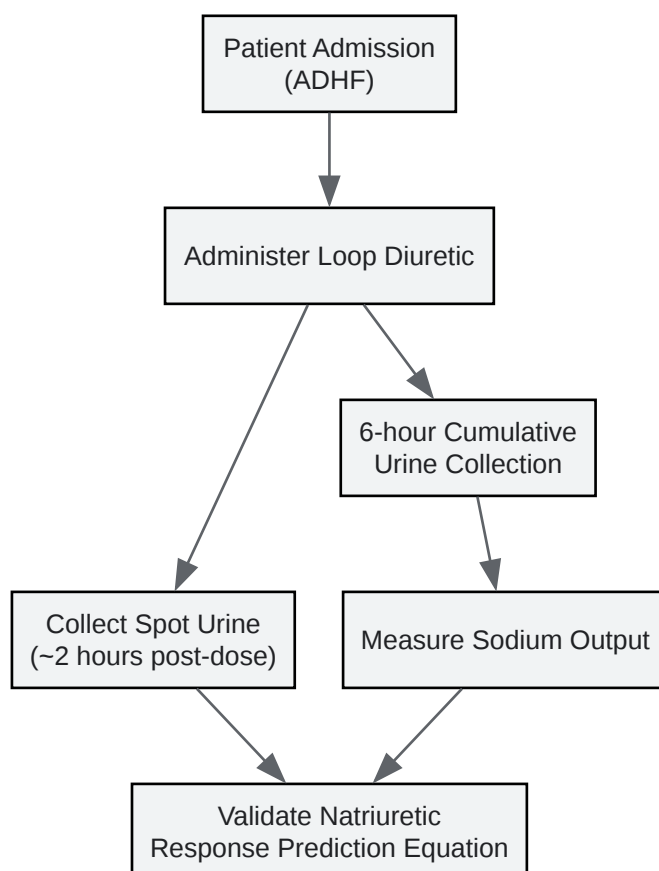 Patient Admission
(ADHF)
Administer Loop Diuretic
6-hour Cumulative
Urine Collection
Collect Spot Urine
(~2 hours post-dose)
Measure Sodium Output
Validate Natriuretic
Response Prediction Equation